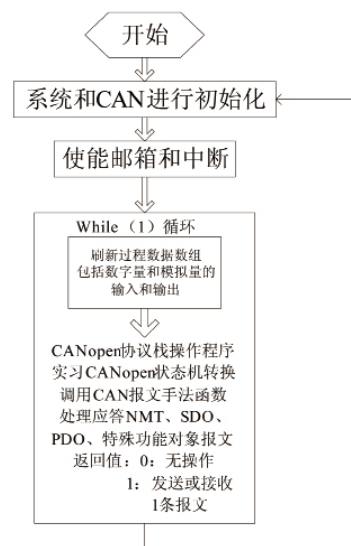 开始
系统和CAN进行初始化
使能邮箱和中断
While（1）循环
刷新过程数据数组
包括数字量和模拟量的
输入和输出
CANopen协议栈操作程序
实习CANopen状态机转换
调用CAN报文手法函数
处理应答NMT、SDO、
PDO、特殊功能对象报文
返回值：0：无操作
1：发送或接收
1条报文